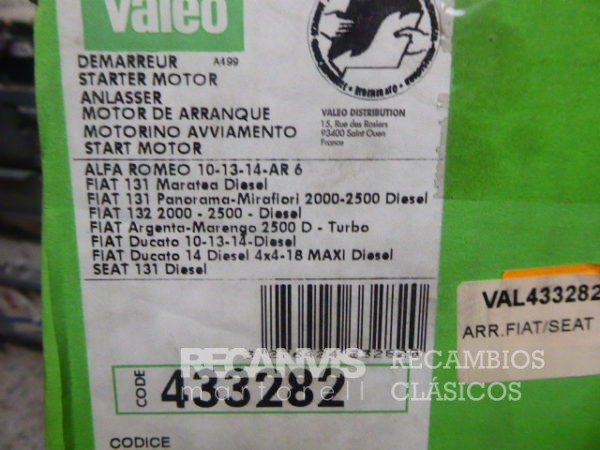 Valeo
DEMARREUR A499
STARTER MOTOR
ANLASSER
MOTOR DE ARRANQUE
MOTORINO AVVIAMENTO
START MOTOR
VALEO DISTRIBUTION
15, Rue des Rosiers
93400 Saint Ouen
France
ALFA ROMEO 10-13-14-AR 6
FIAT 131 Maratea Diesel
FIAT 131 Panorama-Mirafiori 2000-2500 Diesel
FIAT 132 2000 - 2500 - Diesel
FIAT Argenta-Marengo 2500 D - Turbo
FIAT Ducato 10-13-14-Diesel
FIAT Ducato 14 Diesel 4x4-18 MAXI Diesel
SEAT 131 Diesel
VAL433282
ARR.FIAT/SEAT
RECANVIS
martorell
RECAMBIOS
CLÁSICOS
CODE
433282
CODICE